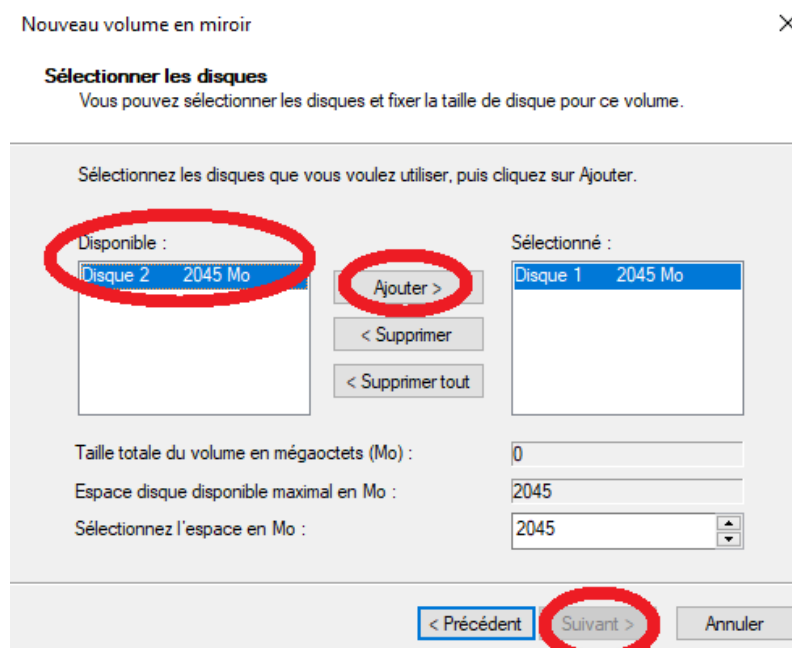 Nouveau volume en miroir
Sélectionner les disques
Vous pouvez sélectionner les disques et fixer la taille de disque pour ce volume.
Sélectionnez les disques que vous voulez utiliser, puis cliquez sur Ajouter.
Disponible :
Disque 2 2045 Mo
Ajouter >
< Supprimer
< Supprimer tout
Sélectionné :
Disque 1 2045 Mo
Taille totale du volume en mégaoctets (Mo) : 0
Espace disque disponible maximal en Mo : 2045
Sélectionnez l'espace en Mo : 2045
< Précédent Suivant > Annuler